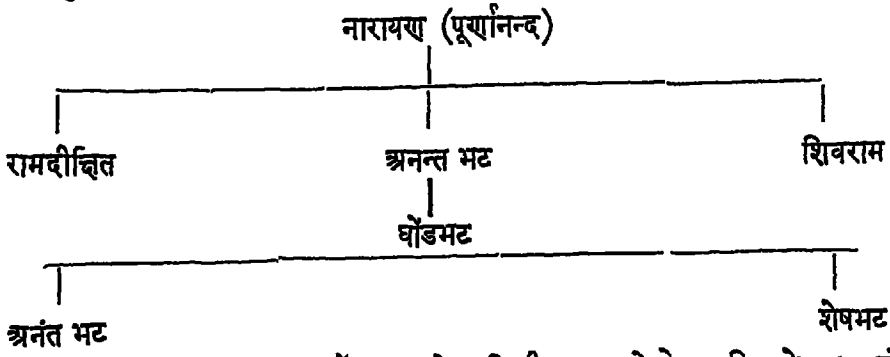 नारायण (पूर्णानन्द)
रामदीक्षित अनन्त भट शिवराम
घोंडभट
अनंत भट शेषभट